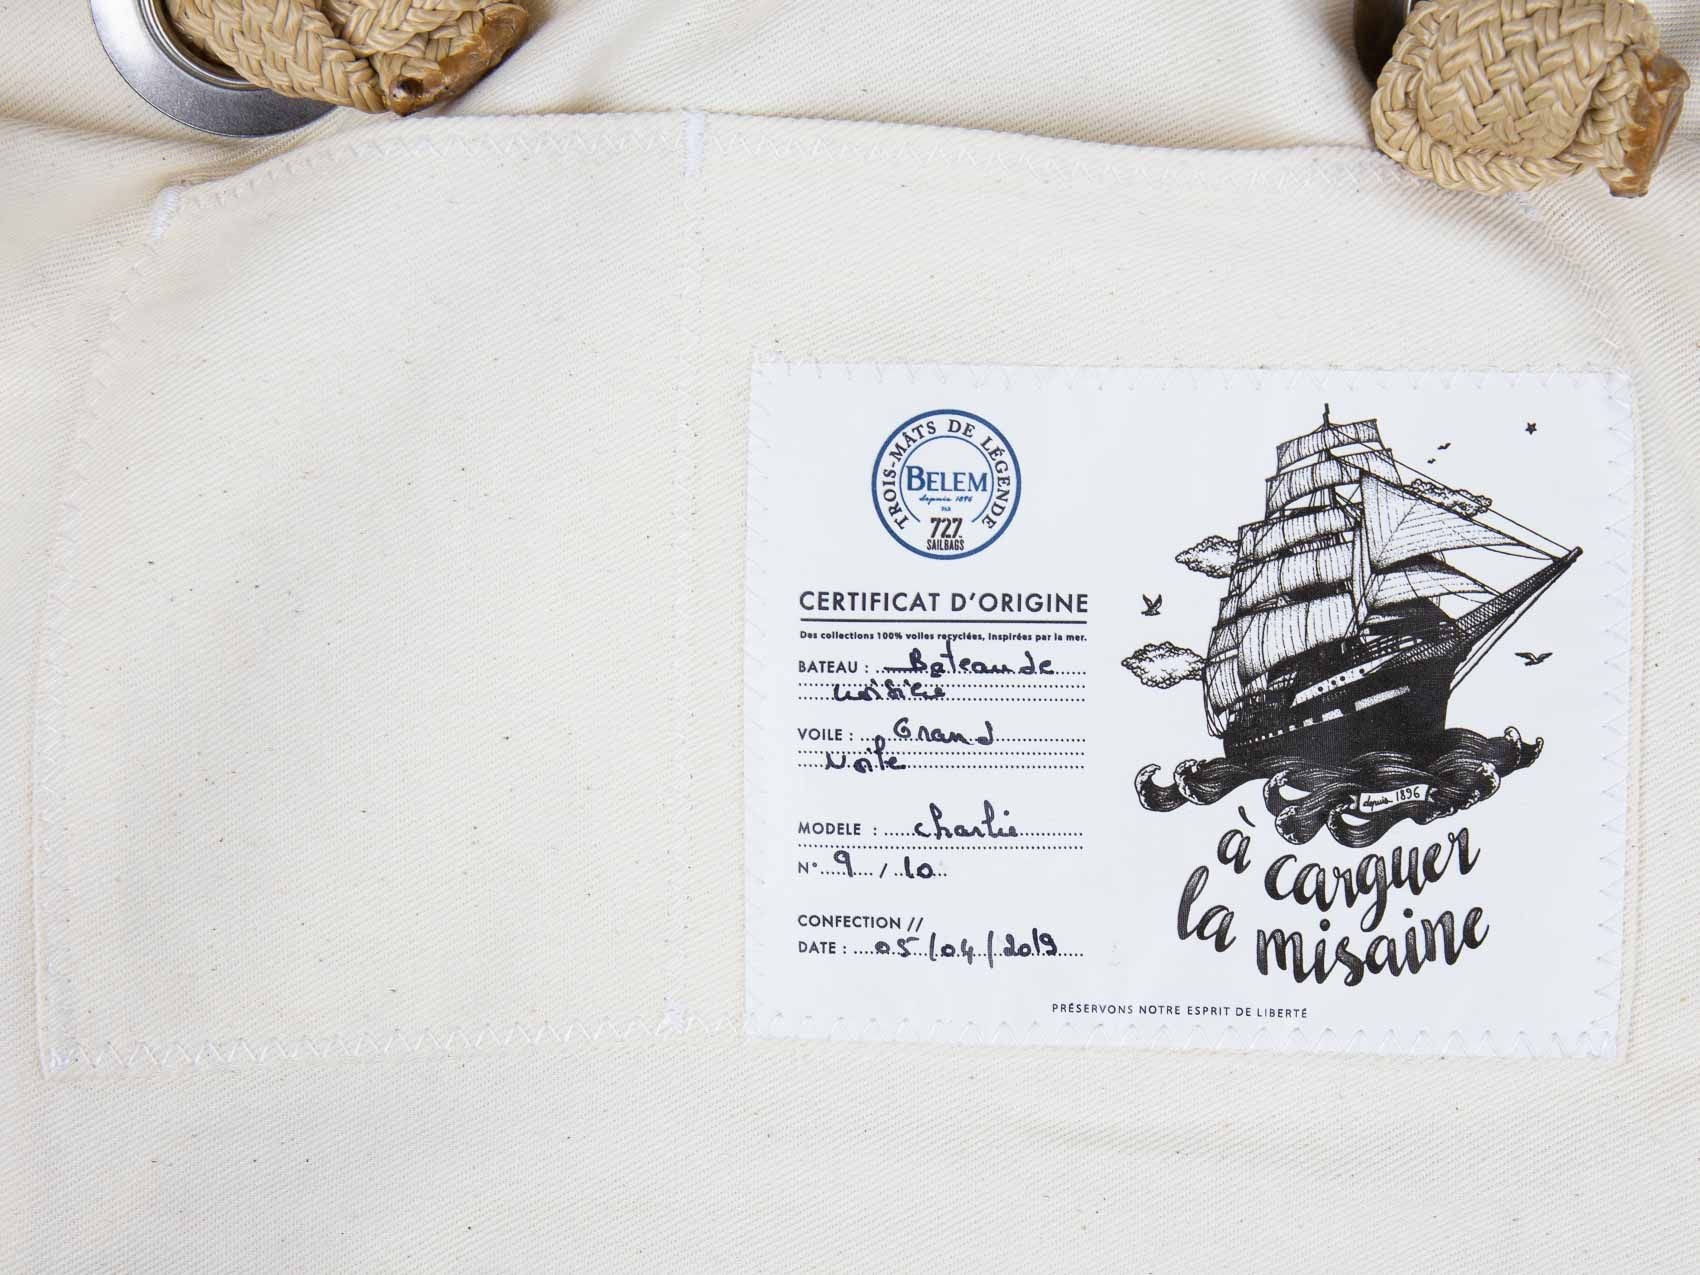 TROIS-MÂTS DE LÉGENDE
BELEM
depuis 1896
PAR
727
SAILBAGS
CERTIFICAT D'ORIGINE
Des collections 100% voiles recyclées, inspirées par la mer.
BATEAU : Bateau de
VOILE : Grand
Voile
MODELE : charlie
N° 9 / 10
CONFECTION //
DATE : 05/04/2019
depuis 1896
à carguer
la misaine
PRÉSERVONS NOTRE ESPRIT DE LIBERTÉ